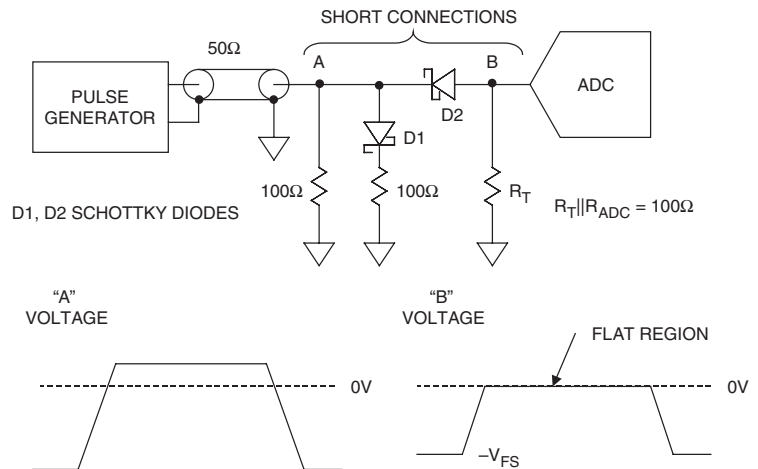 SHORT CONNECTIONS
50Ω
A
B
PULSE
GENERATOR
ADC
D2
D1
100Ω
100Ω
R_T
R_T||R_ADC = 100Ω
D1, D2 SCHOTTKY DIODES
“A”
VOLTAGE
0V
“B”
VOLTAGE
FLAT REGION
0V
–V_FS